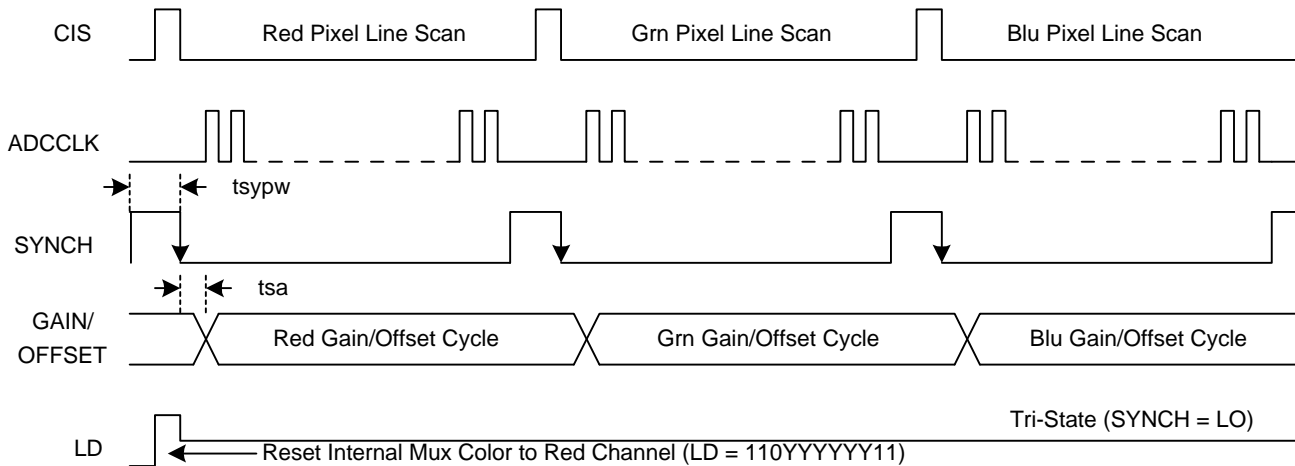 CIS
Red Pixel Line Scan
Grn Pixel Line Scan
Blu Pixel Line Scan
ADCCLK
tsypw
SYNCH
tsa
GAIN/
OFFSET
Red Gain/Offset Cycle
Grn Gain/Offset Cycle
Blu Gain/Offset Cycle
Tri-State (SYNCH = LO)
LD
Reset Internal Mux Color to Red Channel (LD = 110YYYYYY11)